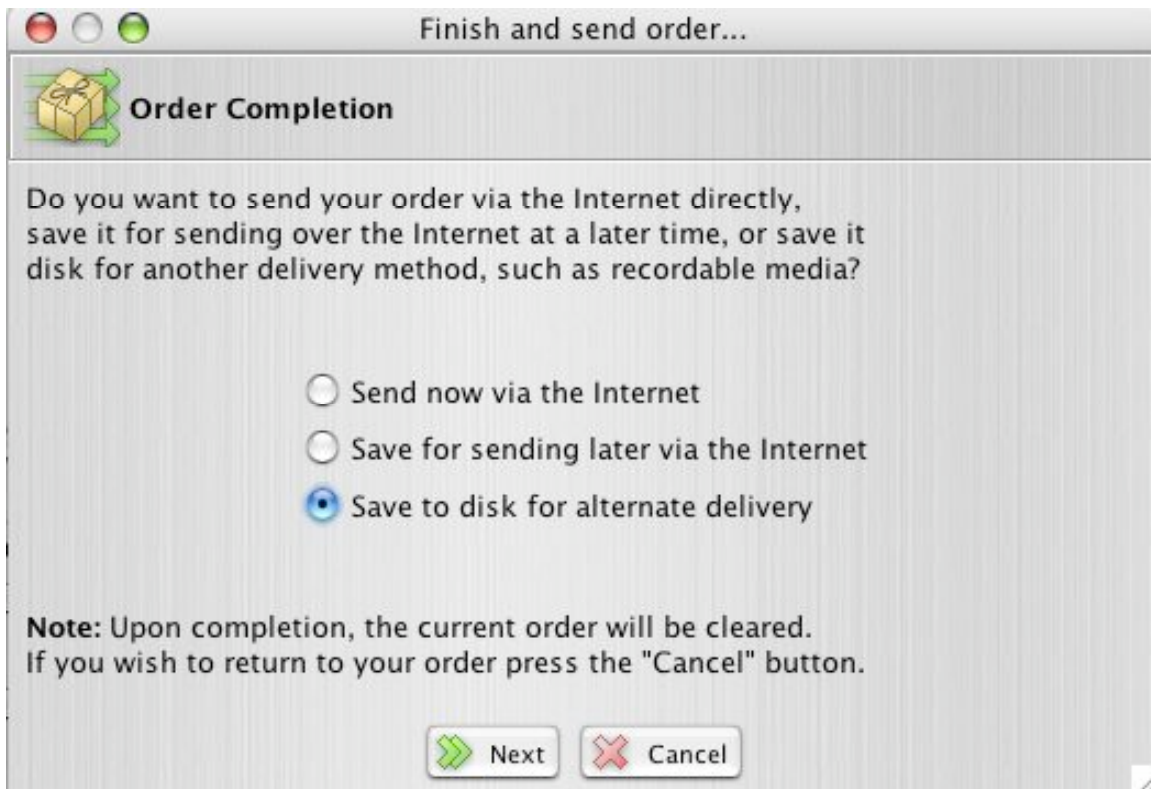 Finish and send order...
Order Completion
Do you want to send your order via the Internet directly,
save it for sending over the Internet at a later time, or save it
disk for another delivery method, such as recordable media?
Send now via the Internet
Save for sending later via the Internet
Save to disk for alternate delivery
Note: Upon completion, the current order will be cleared.
If you wish to return to your order press the "Cancel" button.
Next Cancel